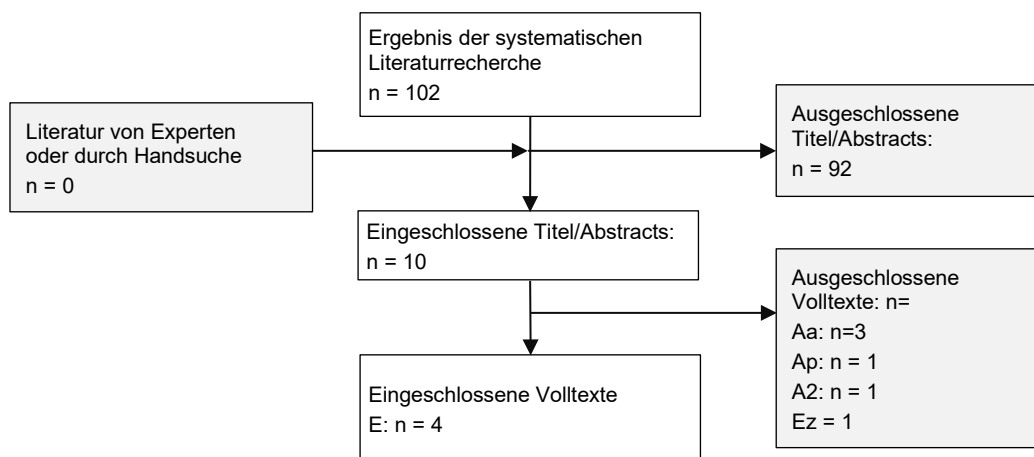 Ergebnis der systematischen
Literaturrecherche
n = 102
Literatur von Experten
oder durch Handsuche
n = 0
Ausgeschlossene
Titel/Abstracts:
n = 92
Eingeschlossene Titel/Abstracts:
n = 10
Ausgeschlossene
Volltexte: n=
Aa: n=3
Ap: n = 1
A2: n = 1
Ez = 1
Eingeschlossene Volltexte
E: n = 4